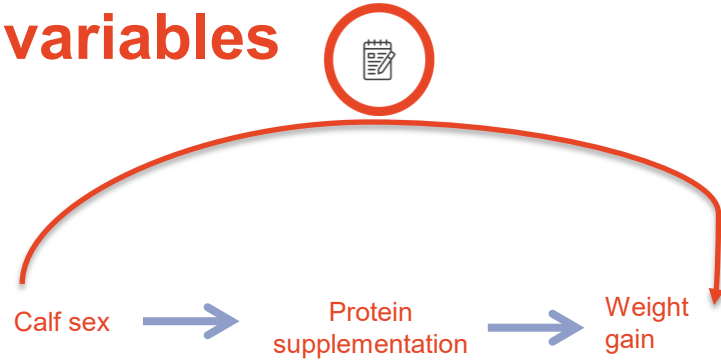 variables
Calf sex
Protein
supplementation
Weight
gain